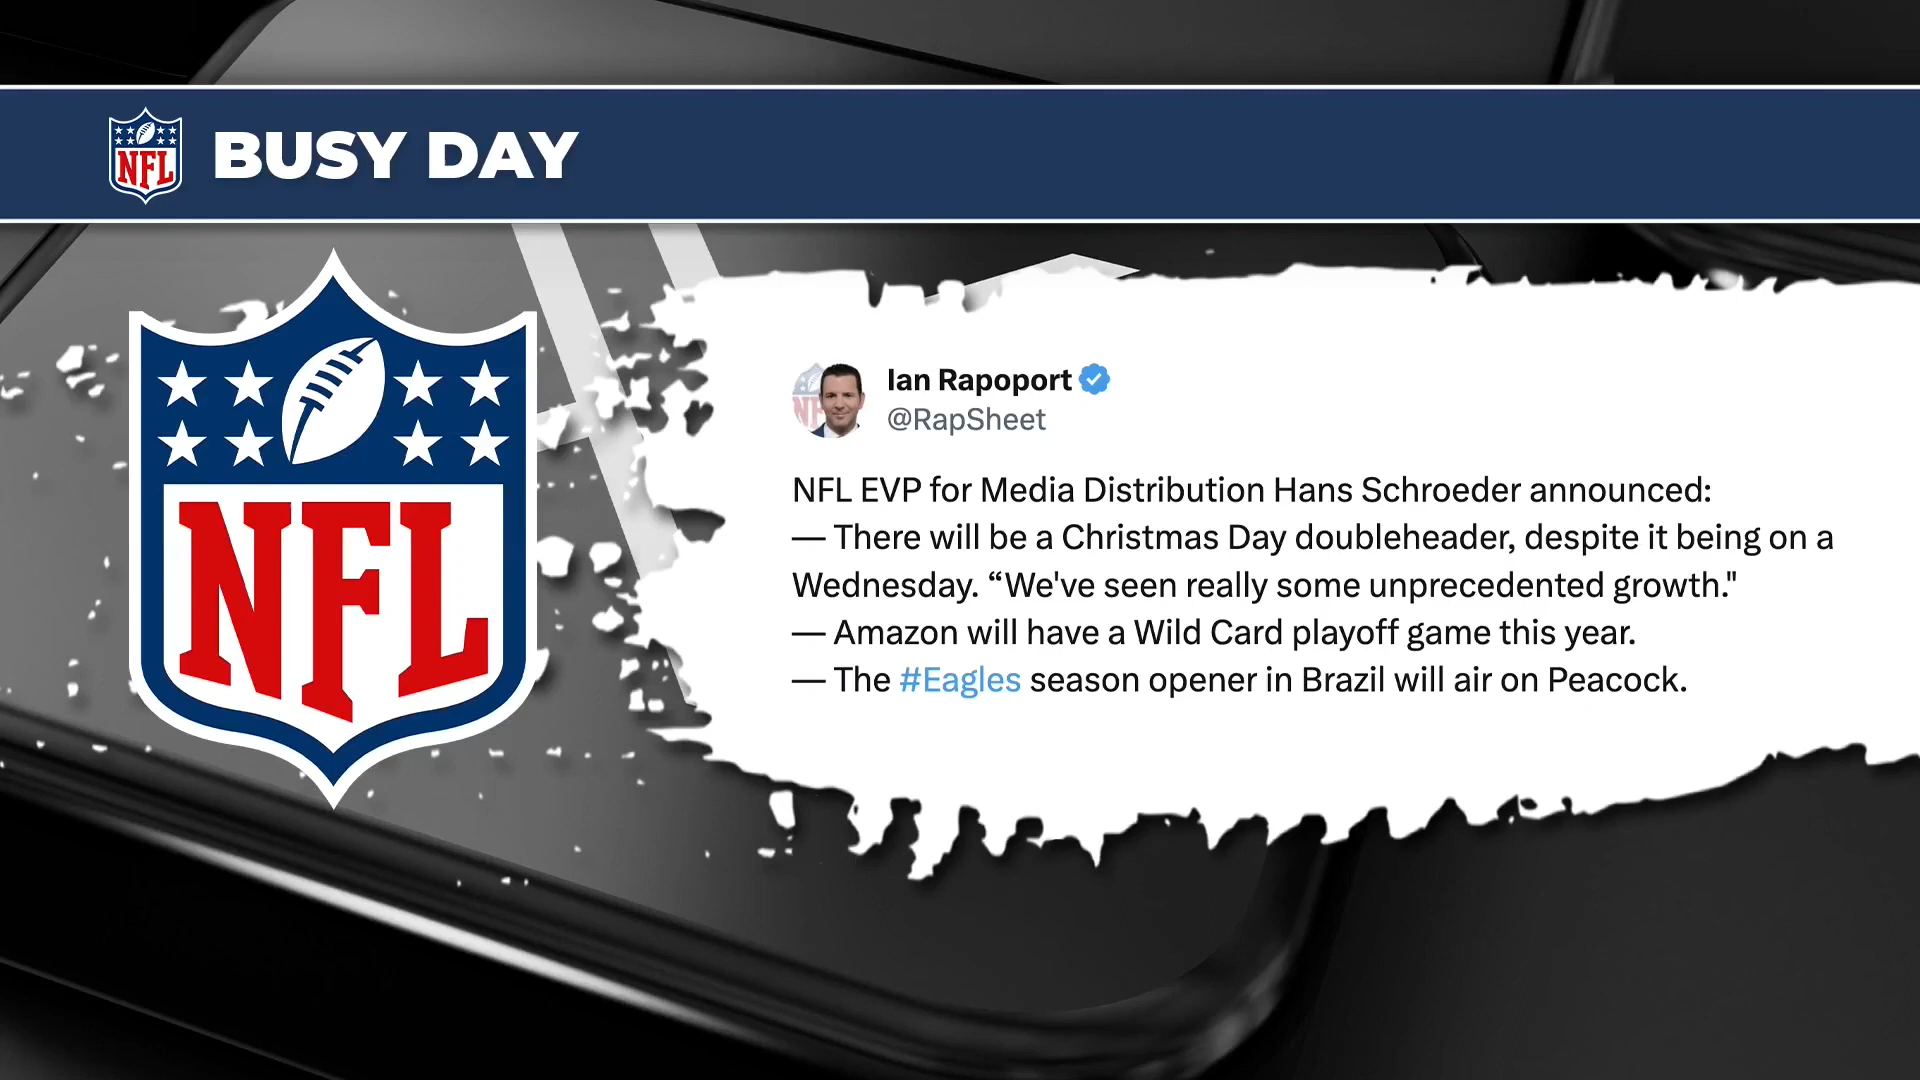 NFL
BUSY DAY
NFL
Ian Rapoport
@RapSheet
NFL EVP for Media Distribution Hans Schroeder announced:
— There will be a Christmas Day doubleheader, despite it being on a
Wednesday. “We've seen really some unprecedented growth."
— Amazon will have a Wild Card playoff game this year.
— The #Eagles season opener in Brazil will air on Peacock.